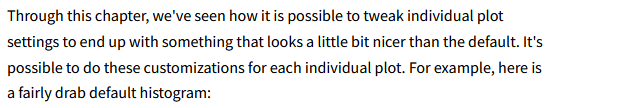 Through this chapter, we've seen how it is possible to tweak individual plot
settings to end up with something that looks a little bit nicer than the default. It's
possible to do these customizations for each individual plot. For example, here is
a fairly drab default histogram: